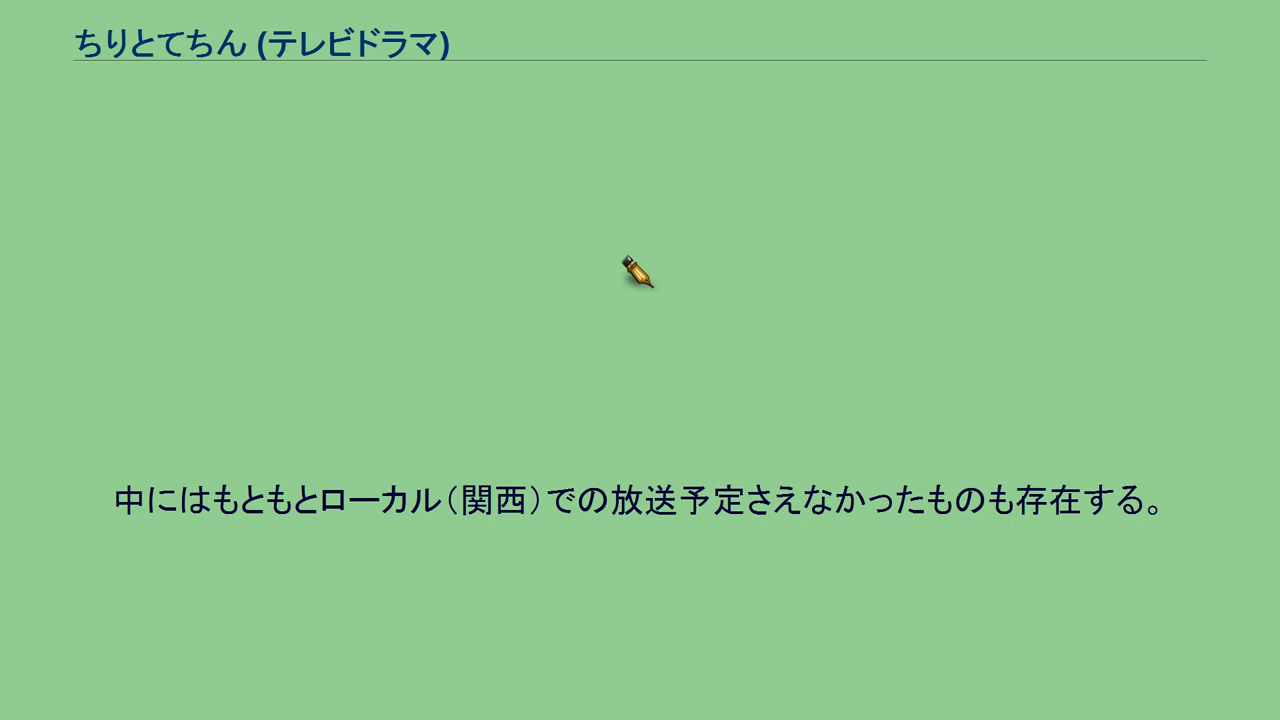 ちりとてちん (テレビドラマ)
中にはもともとローカル（関西）での放送予定さえなかったものも存在する。